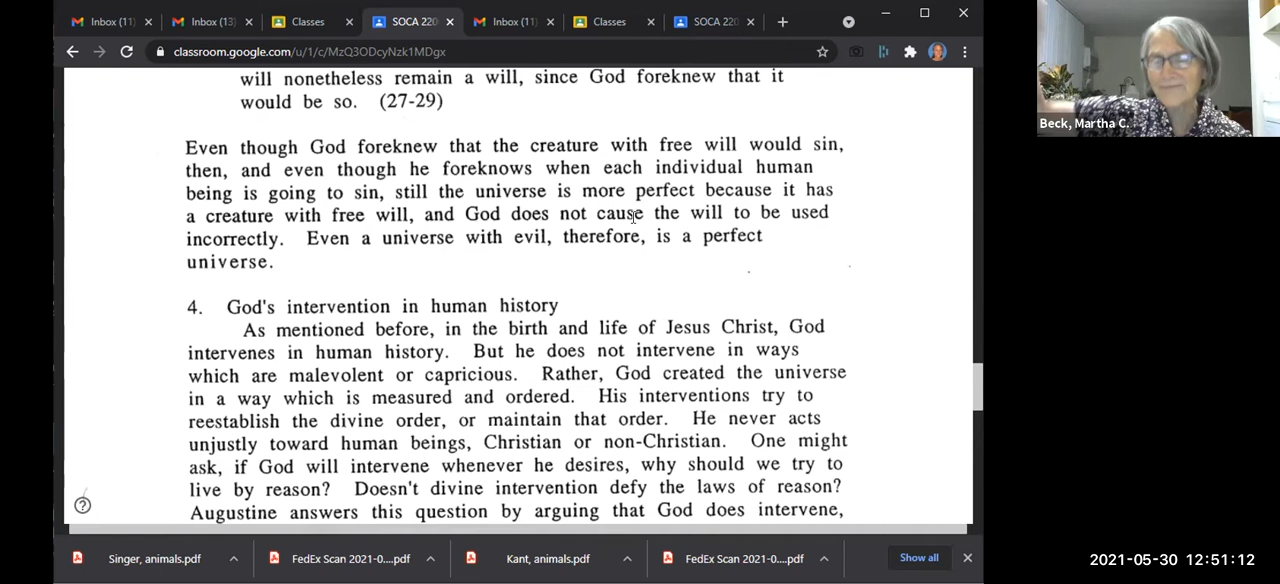 Inbox (11)
Inbox (13)
Classes
SOCA 220
Inbox (11)
Classes
SOCA 220
classroom.google.com/u/1/c/MzQ3ODcyNzk1MDgx
will nonetheless remain a will, since God foreknew that it
would be so. (27-29)
Even though God foreknew that the creature with free will would sin,
then, and even though he foreknows when each individual human
being is going to sin, still the universe is more perfect because it has
a creature with free will, and God does not cause the will to be used
incorrectly. Even a universe with evil, therefore, is a perfect
universe.
4. God's intervention in human history
As mentioned before, in the birth and life of Jesus Christ, God
intervenes in human history. But he does not intervene in ways
which are malevolent or capricious. Rather, God created the universe
in a way which is measured and ordered. His interventions try to
reestablish the divine order, or maintain that order. He never acts
unjustly toward human beings, Christian or non-Christian. One might
ask, if God will intervene whenever he desires, why should we try to
live by reason? Doesn't divine intervention defy the laws of reason?
Augustine answers this question by arguing that God does intervene,
Singer, animals.pdf
FedEx Scan 2021-0....pdf
Kant, animals.pdf
FedEx Scan 2021-0....pdf
Show all
Beck, Martha C.
2021-05-30 12:51:12